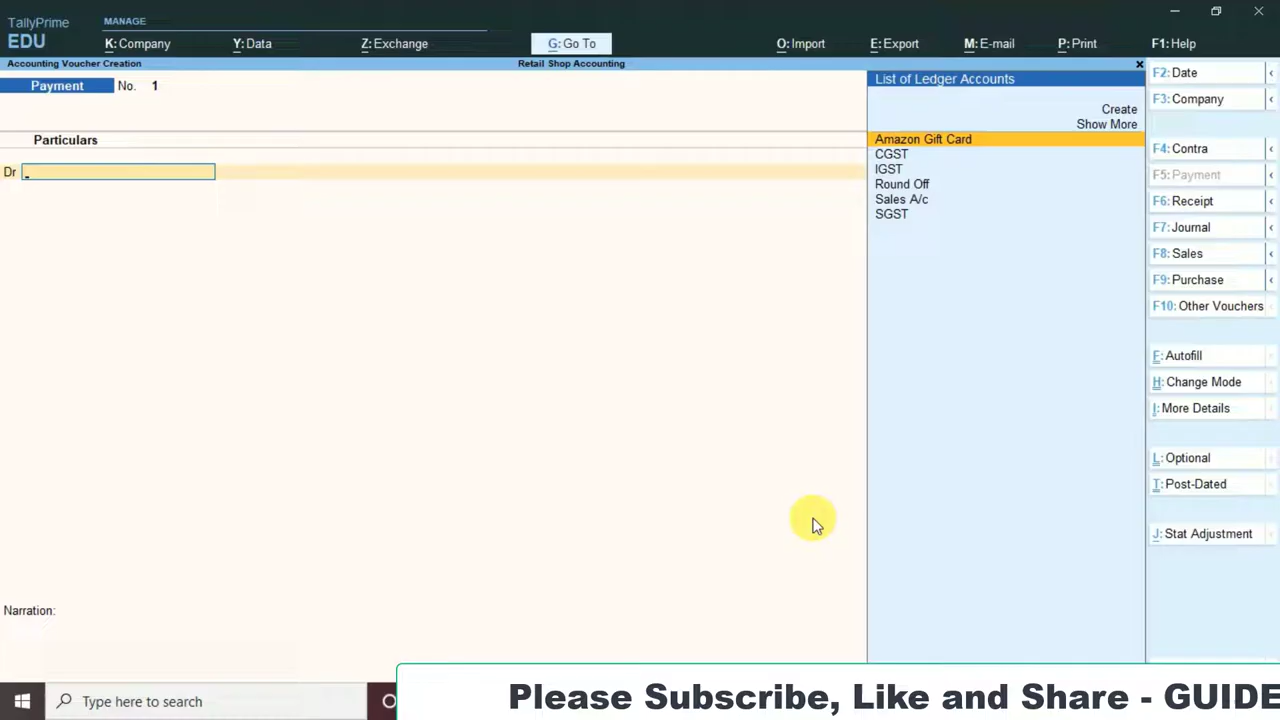 TallyPrime
EDU
MANAGE
K: Company
Y: Data
Z: Exchange
G: Go To
O: Import
E: Export
M: E-mail
P: Print
F1: Help
Accounting Voucher Creation
Retail Shop Accounting
Payment No. 1
Particulars
Dr
List of Ledger Accounts
Create
Show More
Amazon Gift Card
CGST
IGST
Round Off
Sales A/c
SGST
F2: Date
F3: Company
F4: Contra
F5: Payment
F6: Receipt
F7: Journal
F8: Sales
F9: Purchase
F10: Other Vouchers
F: Autofill
H: Change Mode
I: More Details
L: Optional
T: Post-Dated
J: Stat Adjustment
Narration:
Type here to search
Please Subscribe, Like and Share - GUIDE